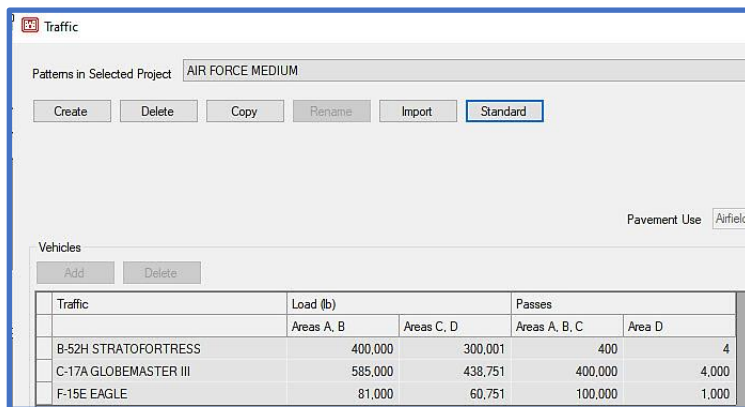 Traffic
Patterns in Selected Project AIR FORCE MEDIUM
Create Delete Copy Rename Import Standard
Pavement Use
Vehicles
Add Delete
Traffic Load (lb) Passes
Areas A, B Areas C, D Areas A, B, C Area D
B-52H STRATOFORTRESS 400,000 300,001 400 4
C-17A GLOBEMASTER III 585,000 438,751 400,000 4,000
F-15E EAGLE 81,000 60,751 100,000 1,000